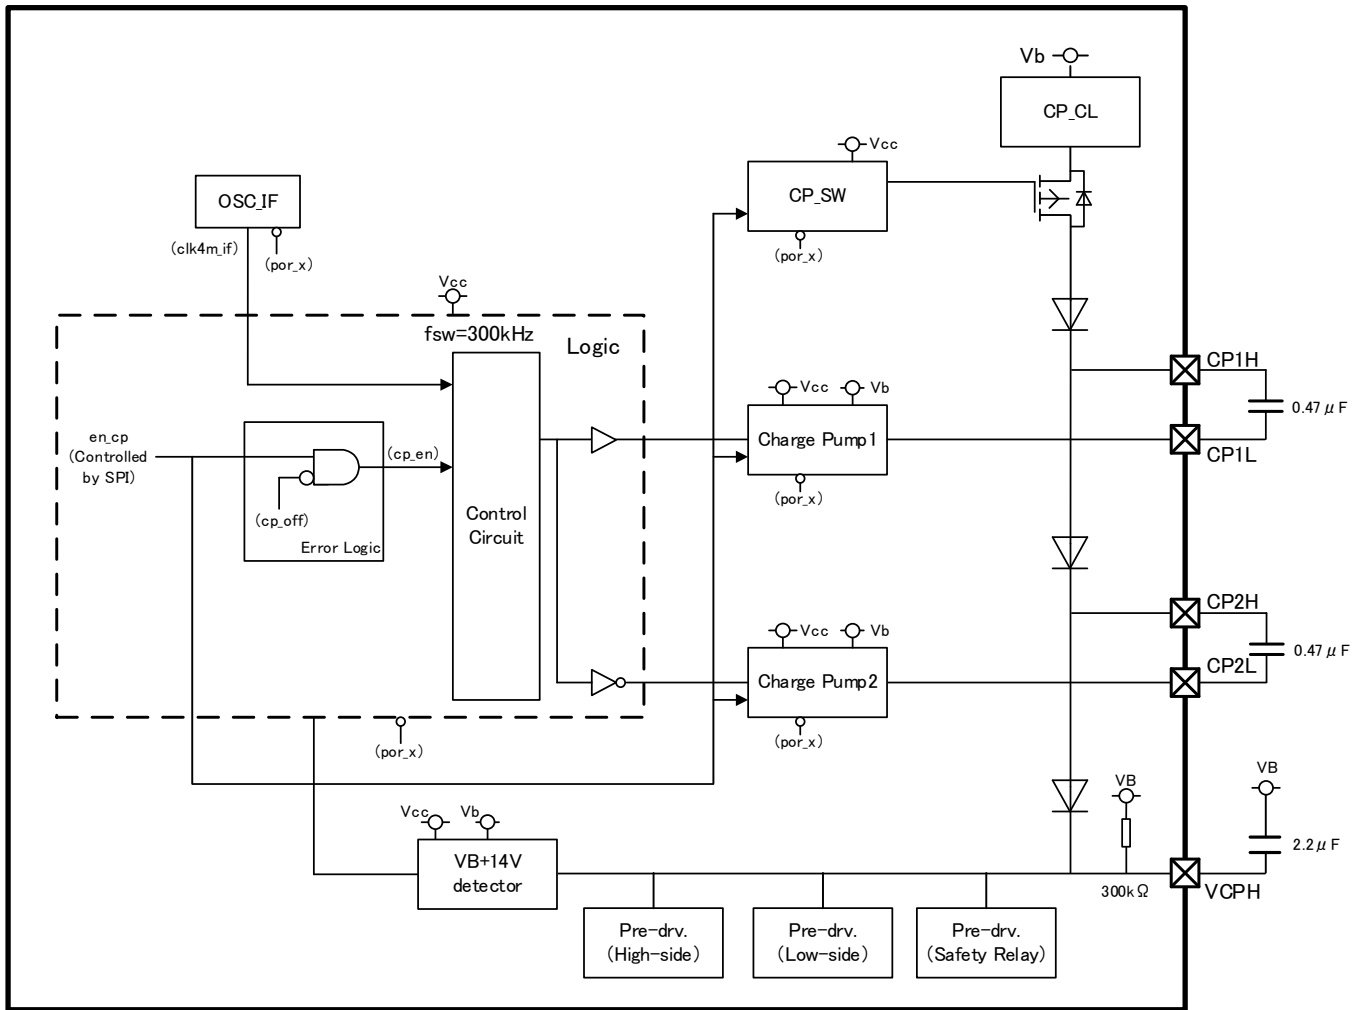 Vb
CP_CL
Vcc
CP_SW
(por_x)
OSC_IF
(clk4m_if)
(por_x)
Vcc
fsw=300kHz
Logic
en_cp
(Controlled
by SPI)
(cp_off)
Error Logic
(cp_en)
Control
Circuit
(por_x)
Vcc
Vb
Charge Pump1
(por_x)
Vcc
Vb
Charge Pump2
(por_x)
CP1H
CP1L
0.47μF
CP2H
CP2L
0.47μF
VB
300kΩ
VB
2.2μF
VCPH
Vcc
Vb
VB+14V
detector
Pre-drv.
(High-side)
Pre-drv.
(Low-side)
Pre-drv.
(Safety Relay)